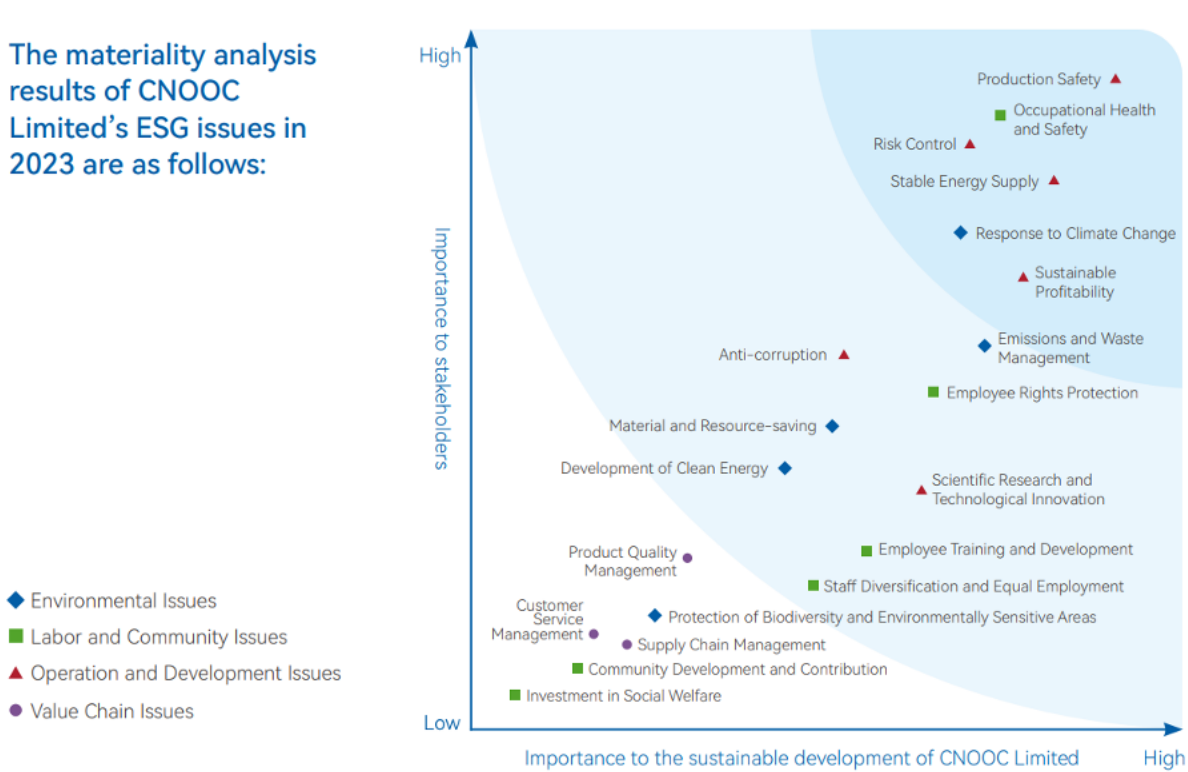 The materiality analysis
results of CNOOC
Limited's ESG issues in
2023 are as follows:
High
Production Safety
Occupational Health
and Safety
Risk Control
Stable Energy Supply
Response to Climate Change
Sustainable
Profitability
Importance to stakeholders
Emissions and Waste
Management
Anti-corruption
Employee Rights Protection
Material and Resource-saving
Development of Clean Energy
Scientific Research and
Technological Innovation
Product Quality
Management
Employee Training and Development
Staff Diversification and Equal Employment
Customer
Service
Management
Protection of Biodiversity and Environmentally Sensitive Areas
Supply Chain Management
Community Development and Contribution
Investment in Social Welfare
Environmental Issues
Labor and Community Issues
Operation and Development Issues
Value Chain Issues
Low
Importance to the sustainable development of CNOOC Limited
High